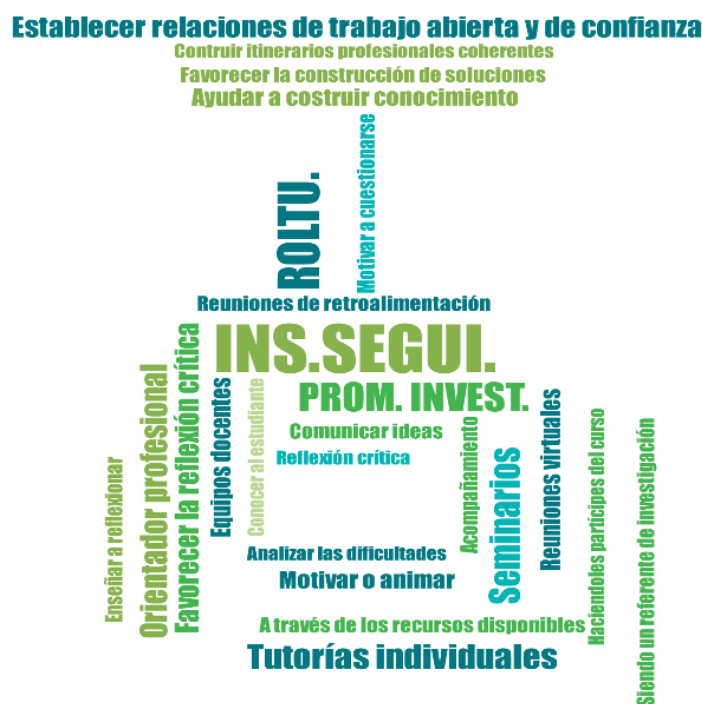 Establecer relaciones de trabajo abierta y de confianza
Contruir itinerarios profesionales coherentes
Favorecer la construcción de soluciones
Ayudar a costruir conocimiento
ROLTU.
Motivar a cuestionarse
Reuniones de retroalimentación
INS.SEGUI.
PROM. INVEST.
Comunicar ideas
Reflexión crítica
Enseñar a reflexionar
Orientador profesional
Favorecer la reflexión crítica
Equipos docentes
Conocer al estudiante
Acompañamiento
Seminarios
Reuniones virtuales
Haciendoles partícipes del curso
Siendo un referente de investigación
Analizar las dificultades
Motivar o animar
A través de los recursos disponibles
Tutorías individuales